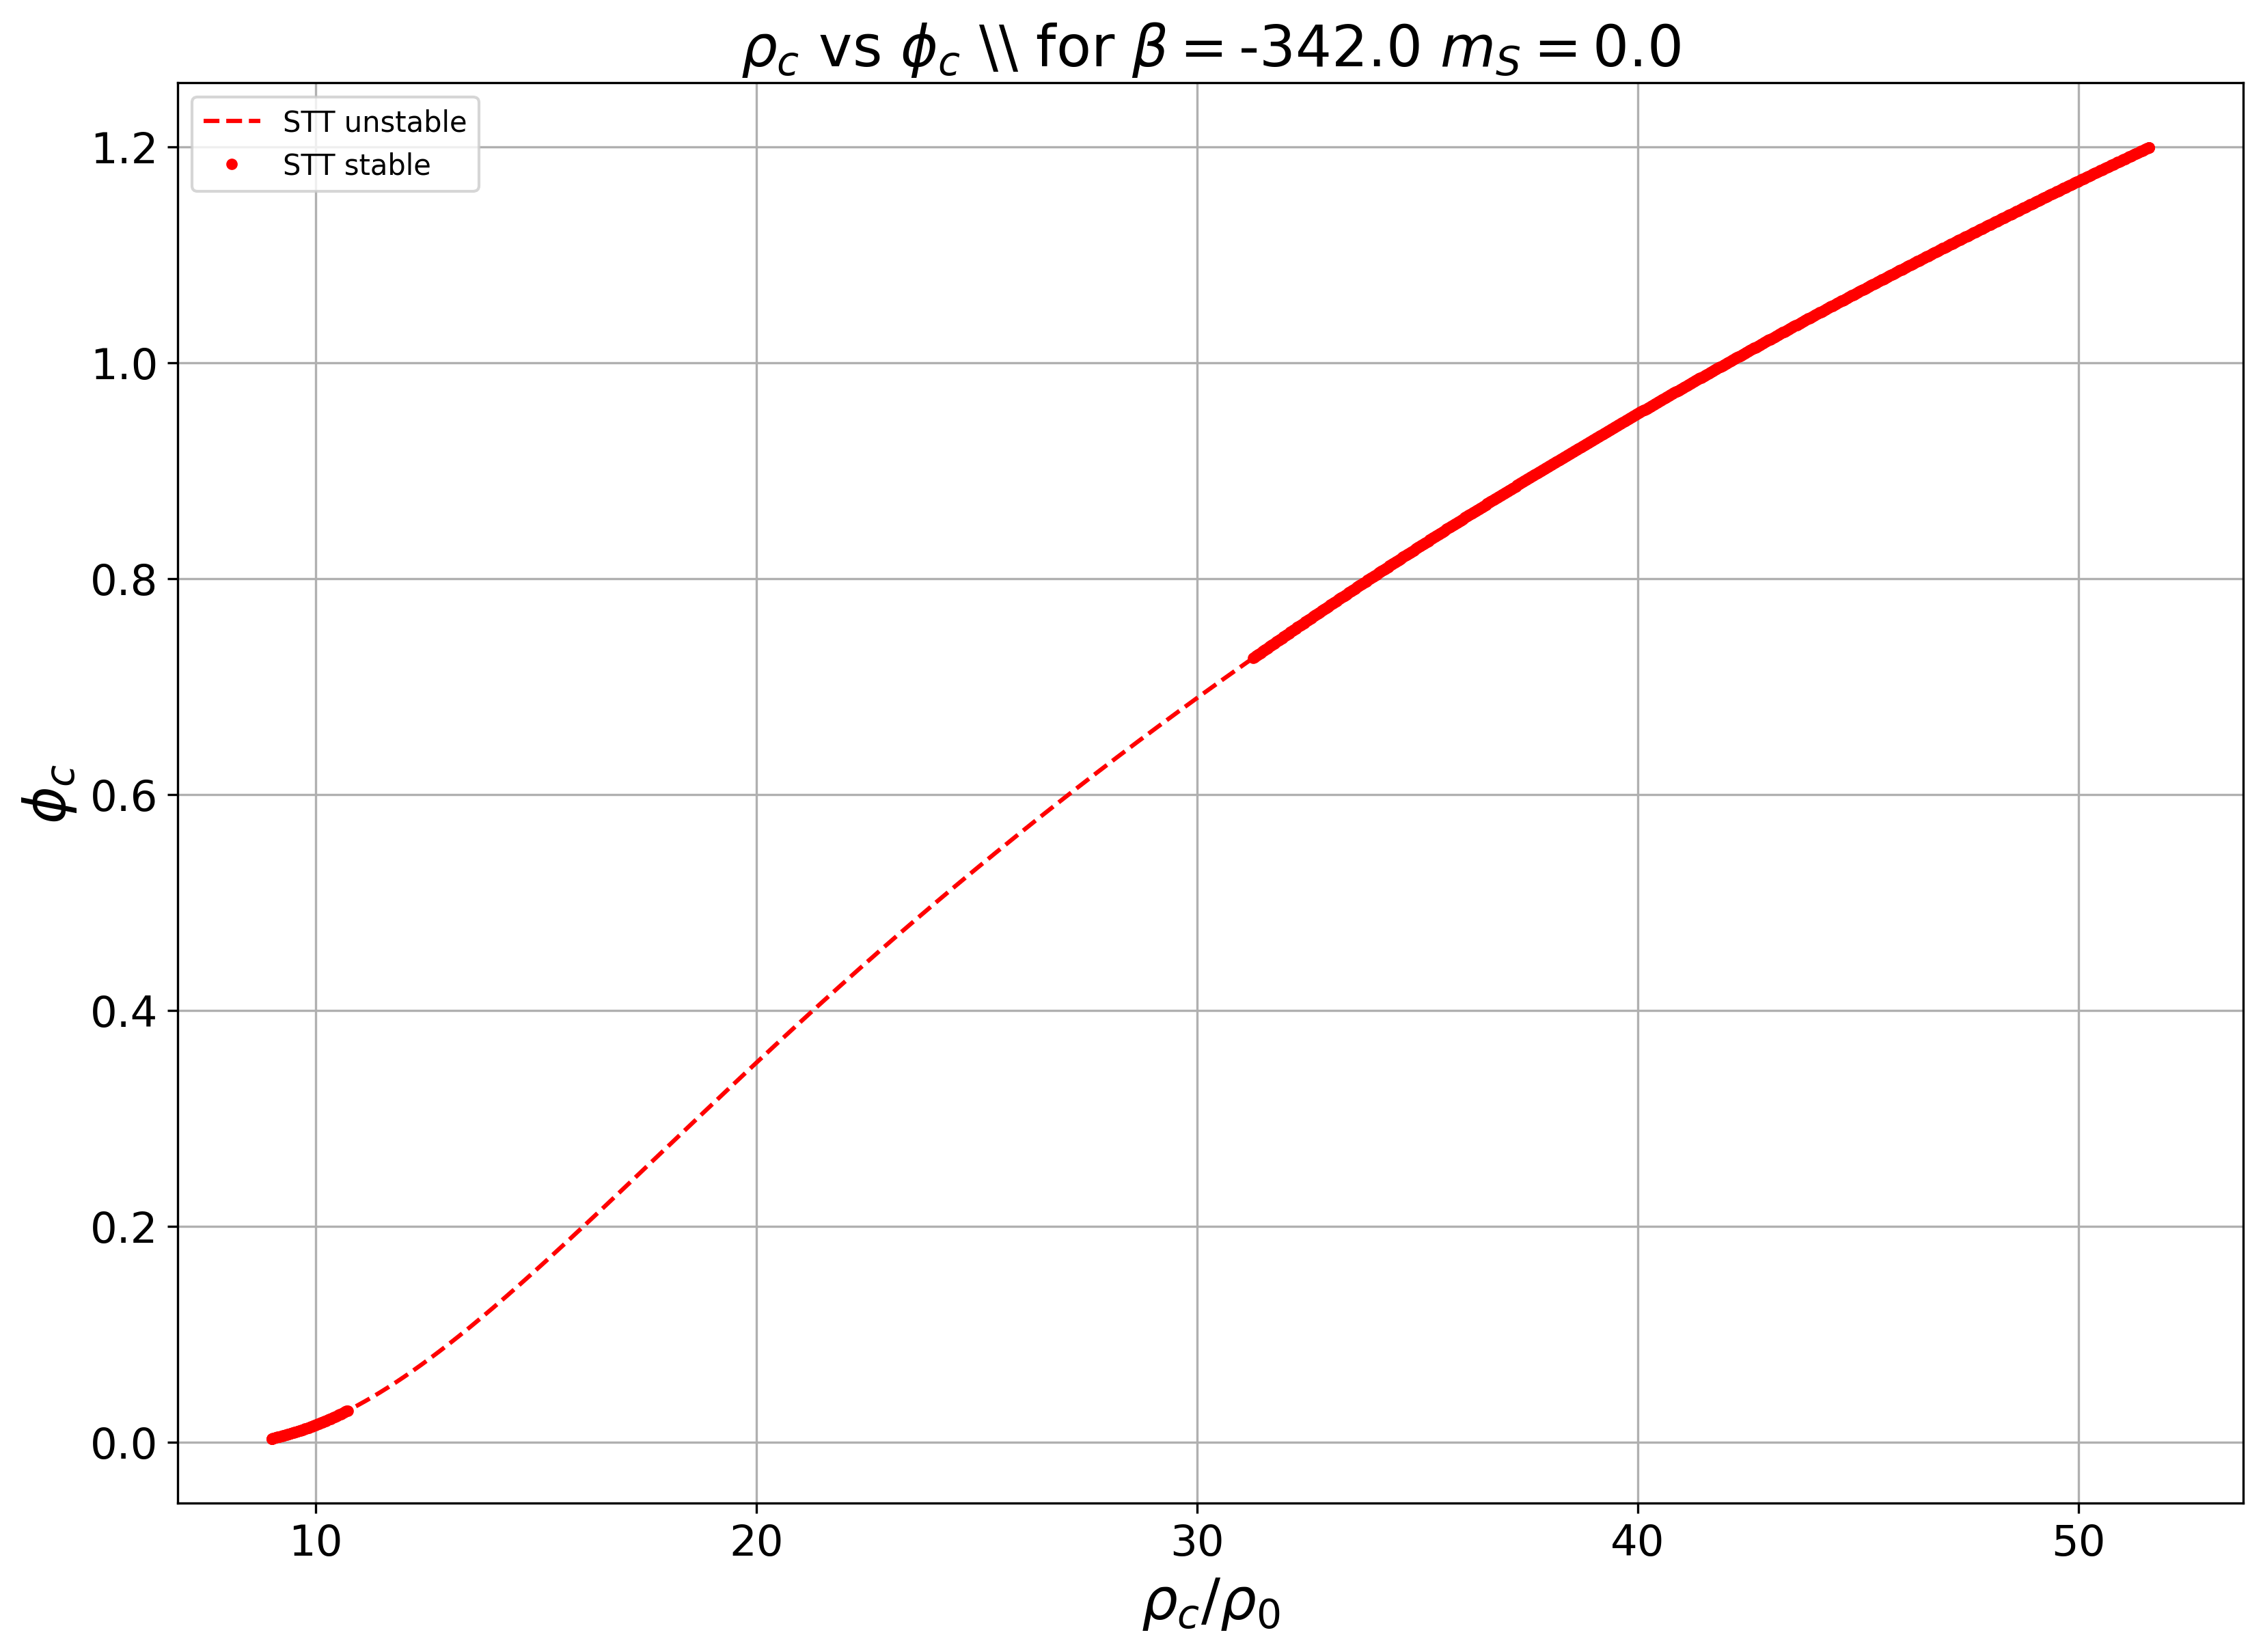 ρc vs ϕc \\ for β = -342.0 mS = 0.0
STT unstable
STT stable
1.2
1.0
0.8
0.6
0.4
0.2
0.0
ϕc
10 20 30 40 50
ρc/ρ0